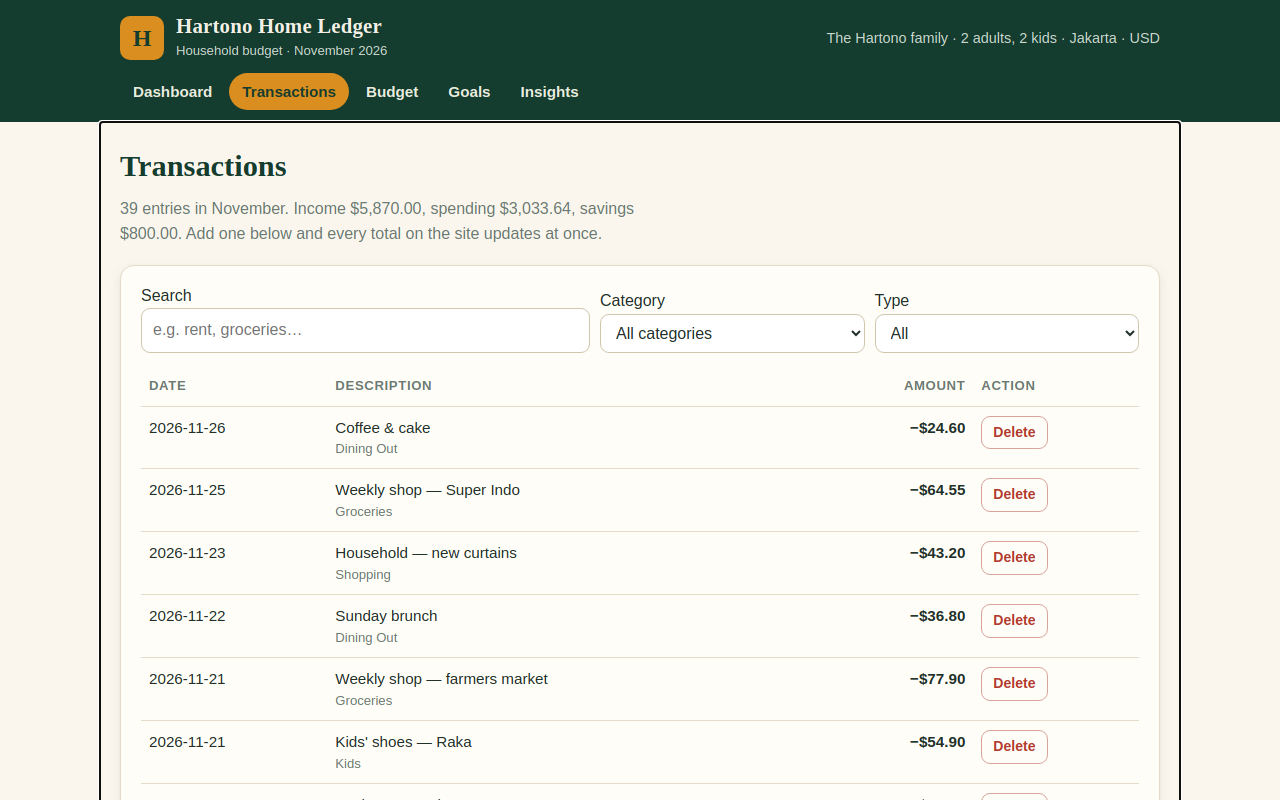 H
Hartono Home Ledger
Household budget · November 2026
The Hartono family · 2 adults, 2 kids · Jakarta · USD
Dashboard Transactions Budget Goals Insights
Transactions
39 entries in November. Income $5,870.00, spending $3,033.64, savings
$800.00. Add one below and every total on the site updates at once.
Search Category Type
e.g. rent, groceries… All categories All
DATE DESCRIPTION AMOUNT ACTION
2026-11-26 Coffee & cake −$24.60 Delete
Dining Out
2026-11-25 Weekly shop — Super Indo −$64.55 Delete
Groceries
2026-11-23 Household — new curtains −$43.20 Delete
Shopping
2026-11-22 Sunday brunch −$36.80 Delete
Dining Out
2026-11-21 Weekly shop — farmers market −$77.90 Delete
Groceries
2026-11-21 Kids' shoes — Raka −$54.90 Delete
Kids